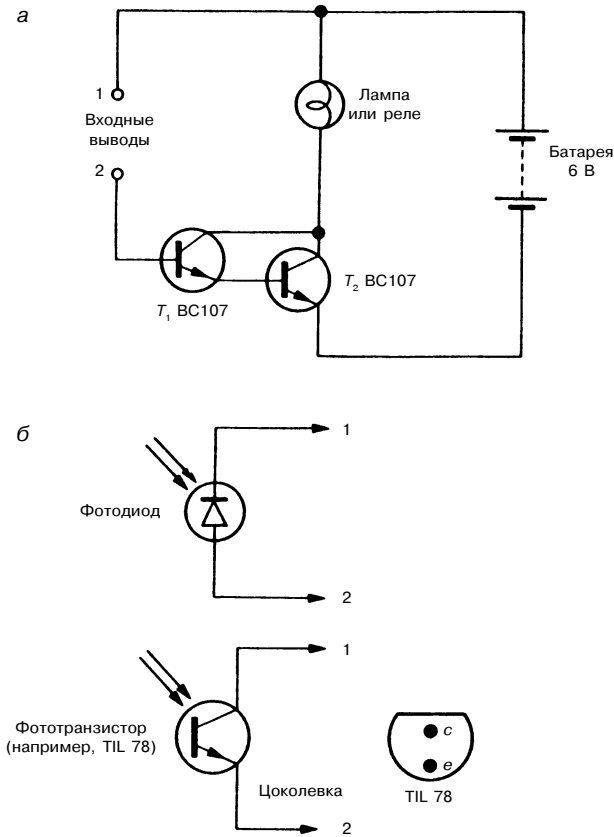 а
1
Входные
выводы
2
Лампа
или реле
Батарея
6 В
T₁ BC107
T₂ BC107
б
1
Фотодиод
2
1
Фототранзистор
(например, TIL 78)
Цоколевка
2
c
e
TIL 78